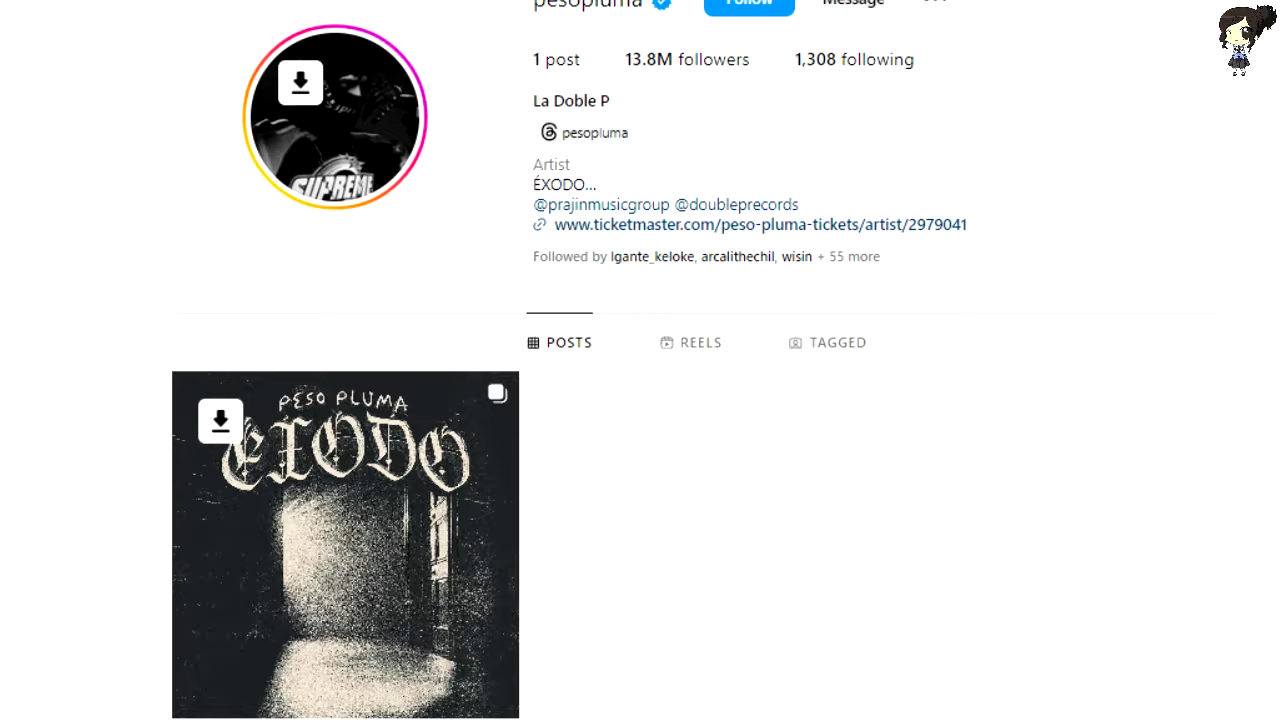 pesopluma Follow Message
1 post 13.8M followers 1,308 following
La Doble P
pesopluma
Artist
ÉXODO...
@prajinmusicgroup @doubleprecords
www.ticketmaster.com/peso-pluma-tickets/artist/2979041
Followed by lgante_keloke, arcalithechil, wisin + 55 more
SUPREME
POSTS REELS TAGGED
PESO PLUMA
ÉXODO